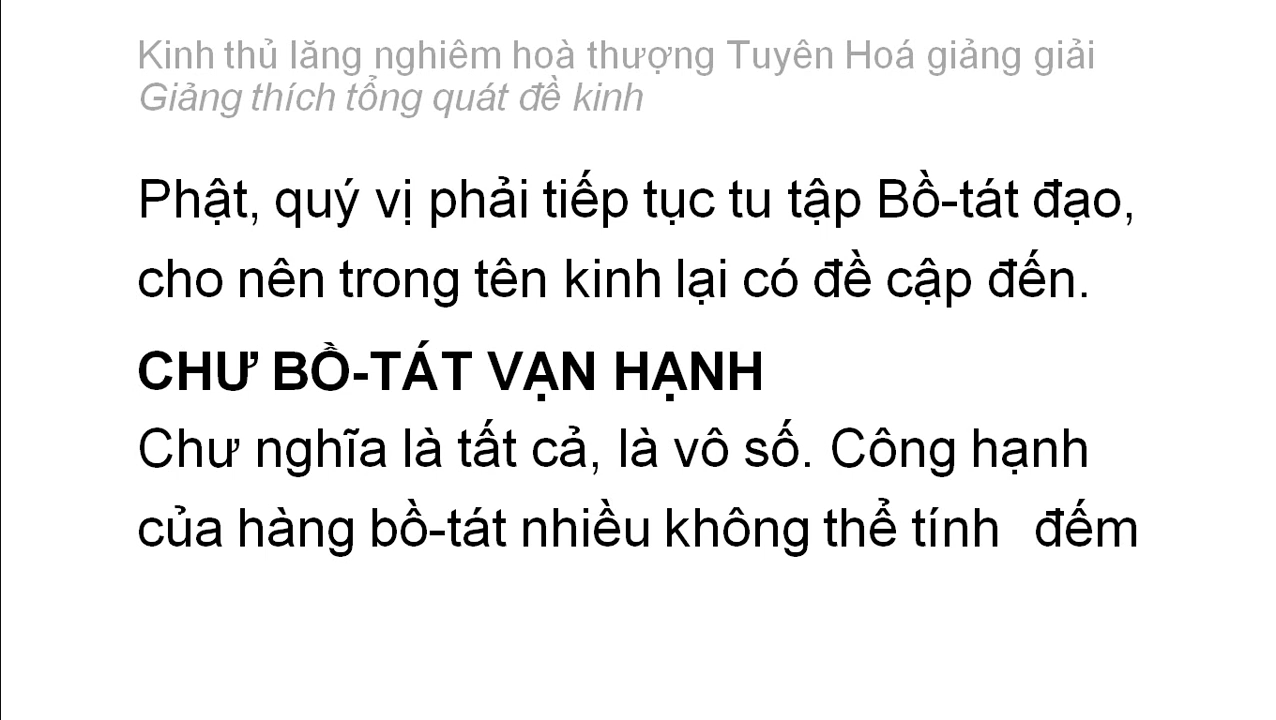 Kinh thủ lăng nghiêm hoà thượng Tuyên Hoá giảng giải
Giảng thích tổng quát đề kinh
Phật, quý vị phải tiếp tục tu tập Bồ-tát đạo,
cho nên trong tên kinh lại có đề cập đến.
CHƯ BỒ-TÁT VẠN HẠNH
Chư nghĩa là tất cả, là vô số. Công hạnh
của hàng bồ-tát nhiều không thể tính đếm